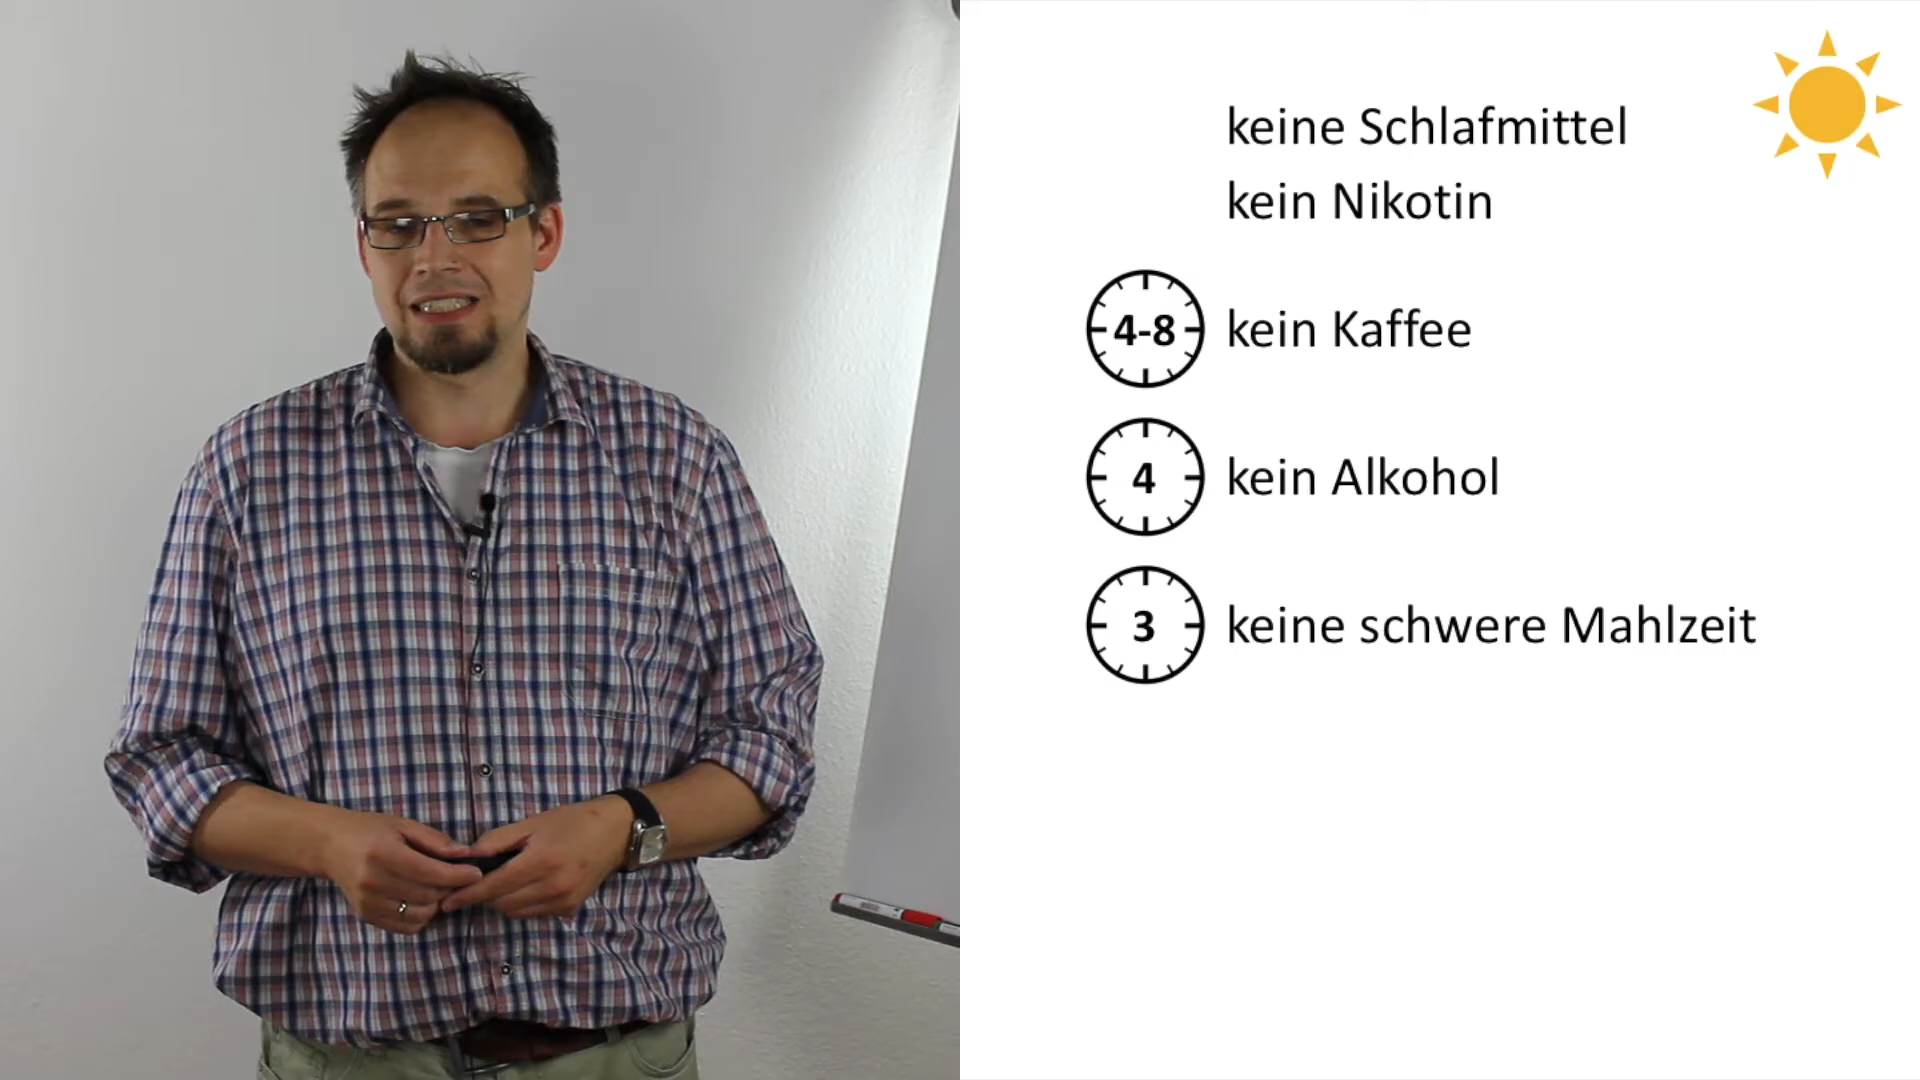 keine Schlafmittel
kein Nikotin
4-8 kein Kaffee
4 kein Alkohol
3 keine schwere Mahlzeit